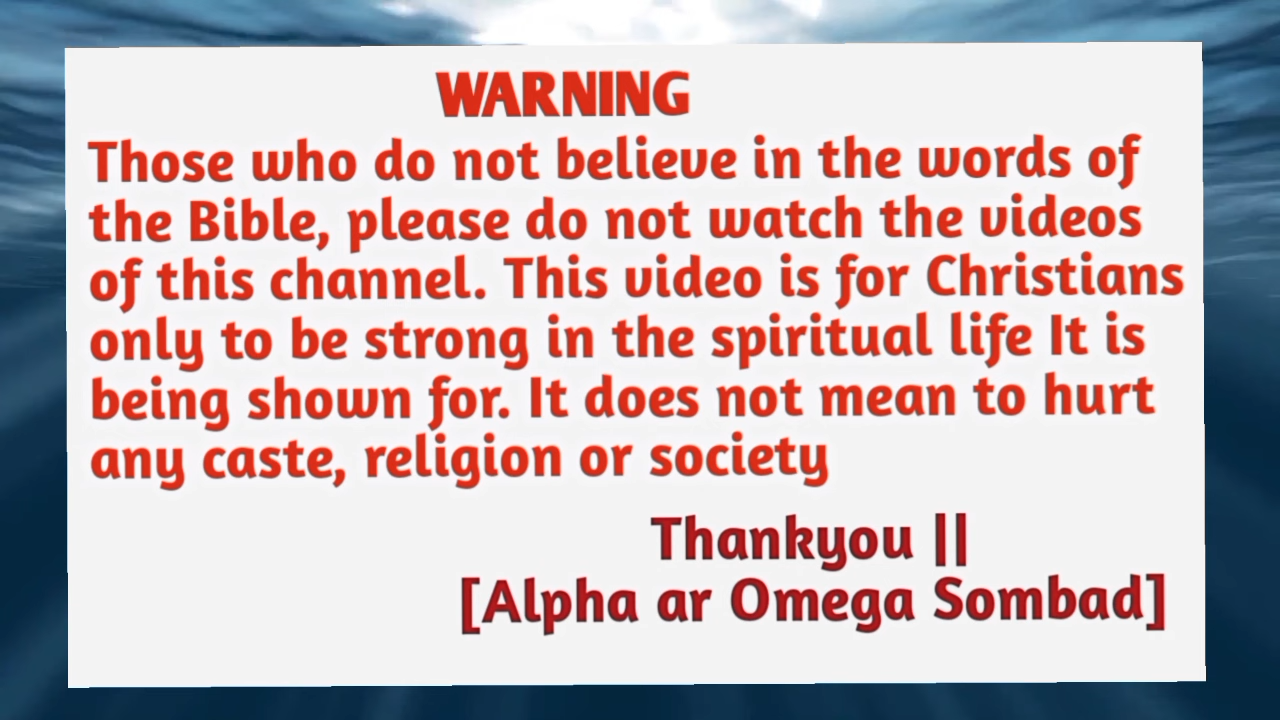 WARNING
Those who do not believe in the words of
the Bible, please do not watch the videos
of this channel. This video is for Christians
only to be strong in the spiritual life It is
being shown for. It does not mean to hurt
any caste, religion or society
Thankyou ||
[Alpha ar Omega Sombad]